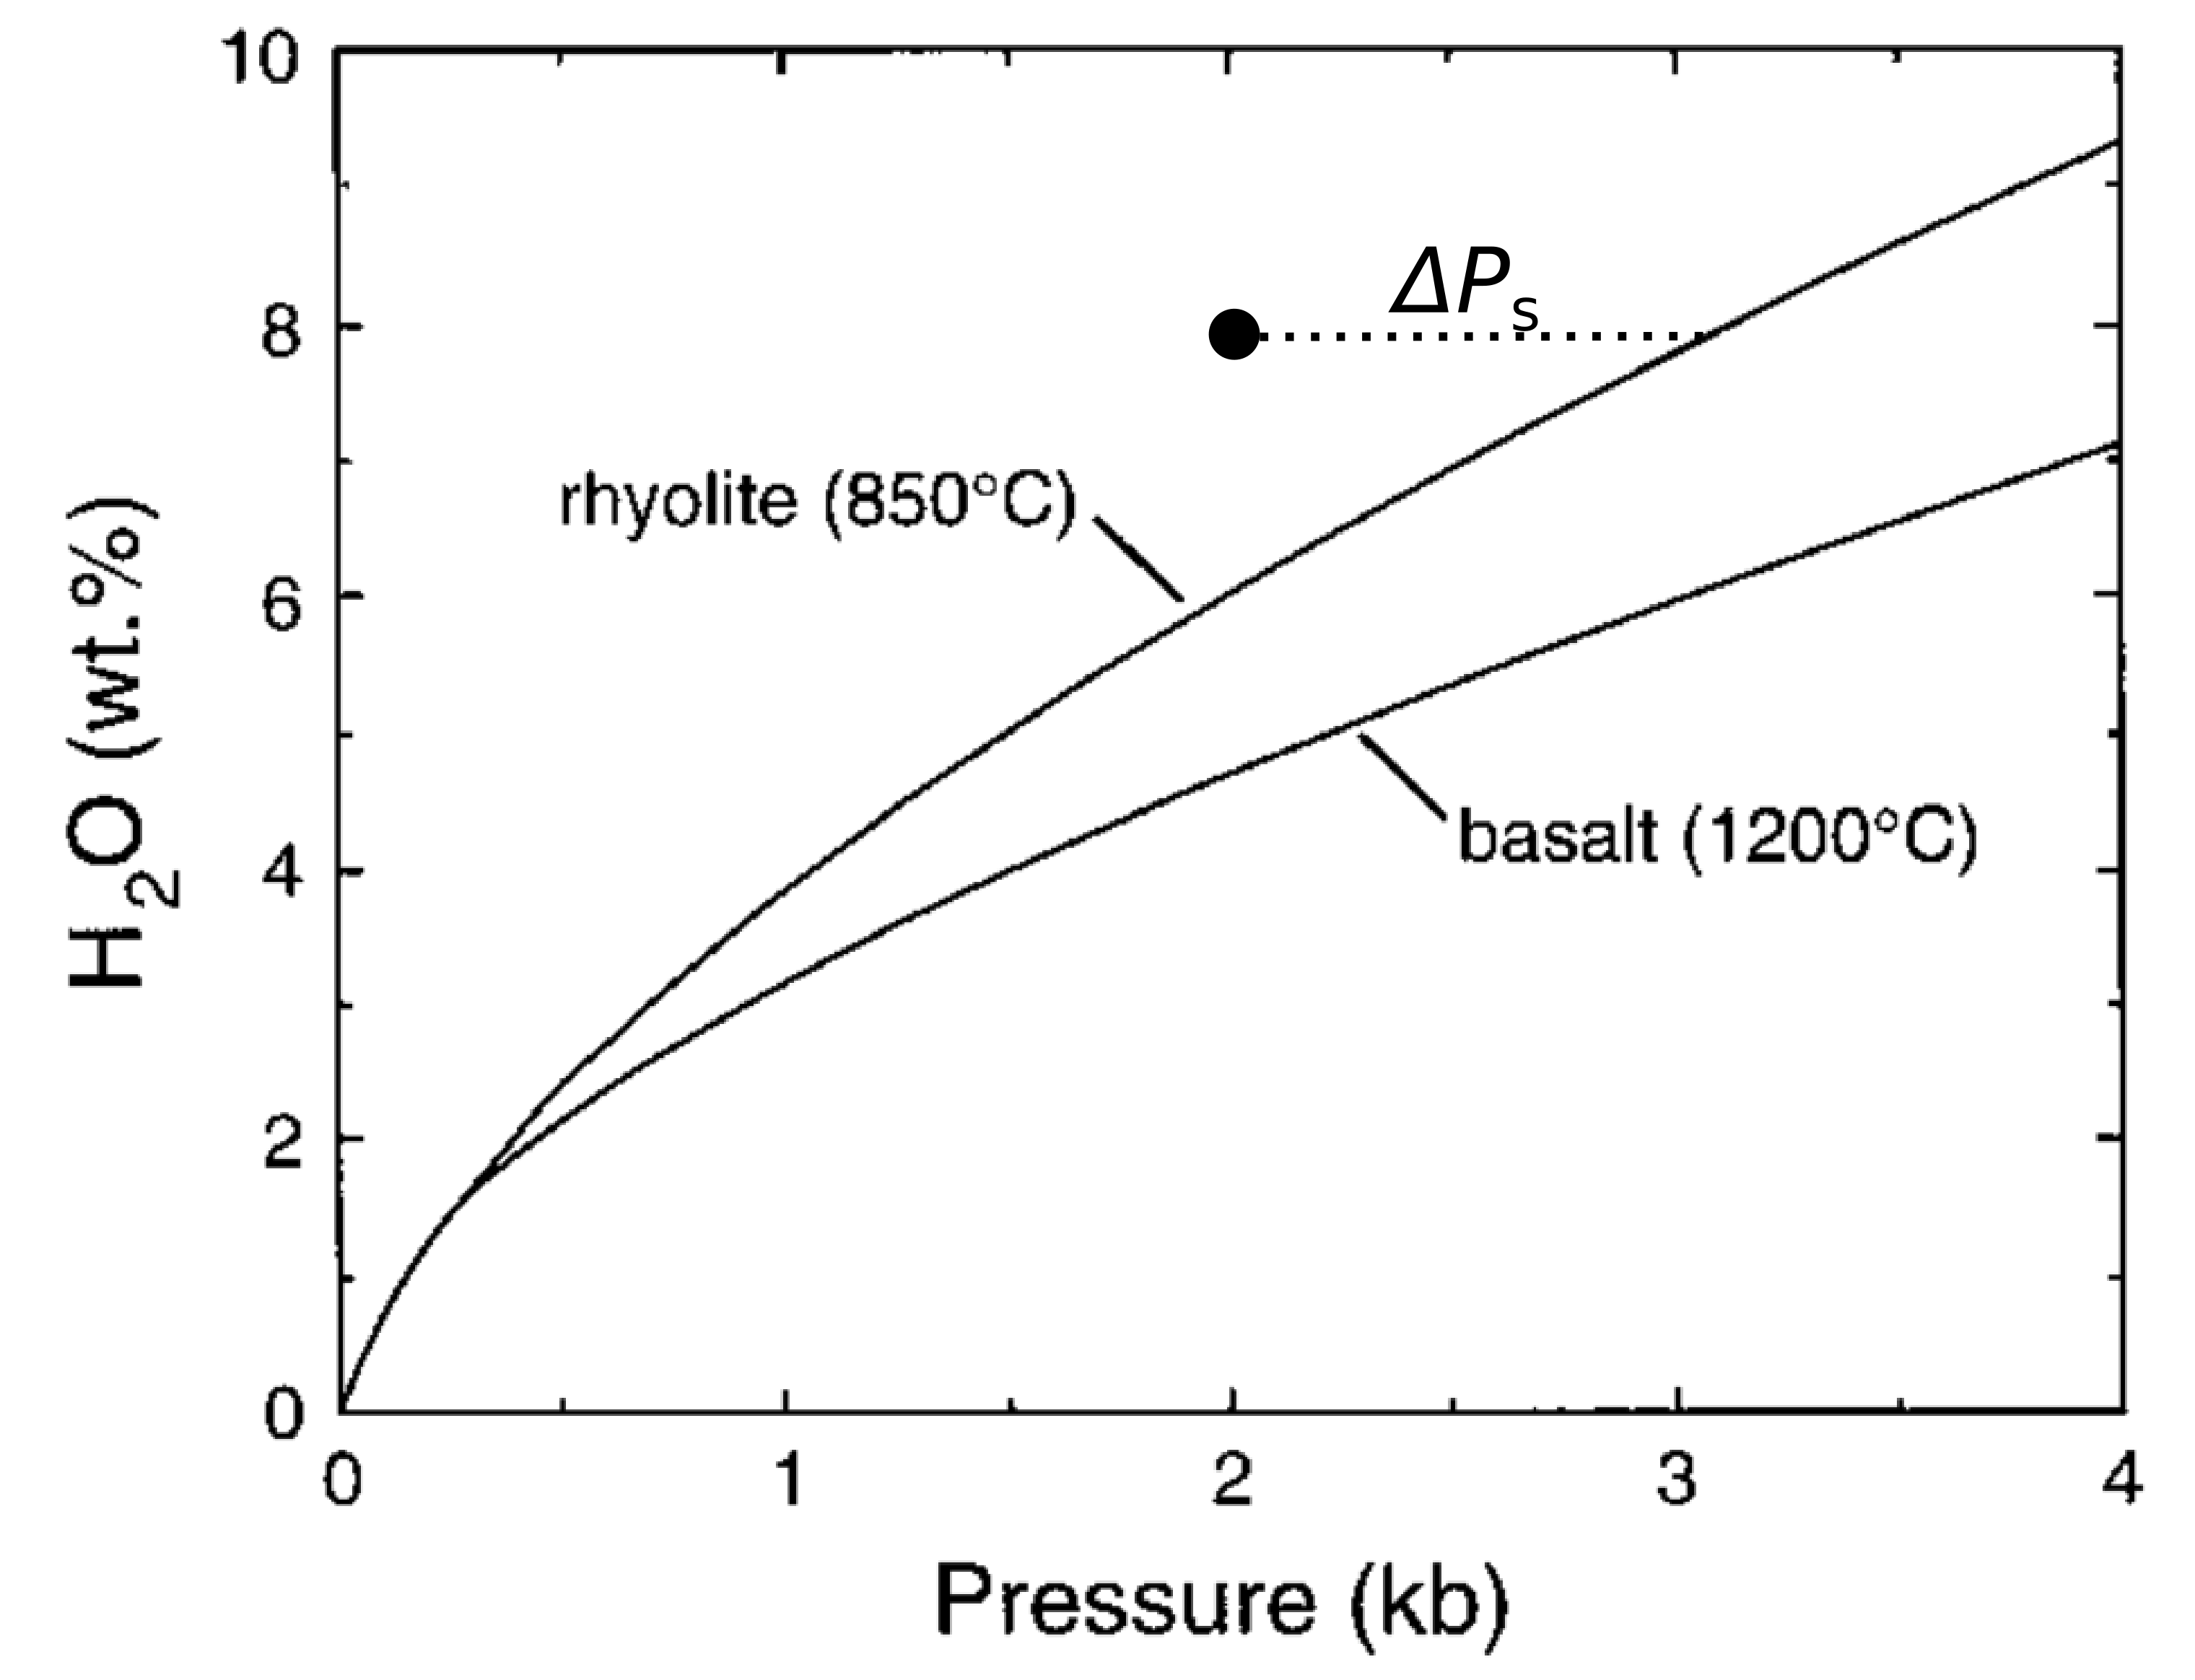 10
8
6
4
2
0
H₂O (wt.%)
ΔPₛ
rhyolite (850°C)
basalt (1200°C)
0 1 2 3 4
Pressure (kb)